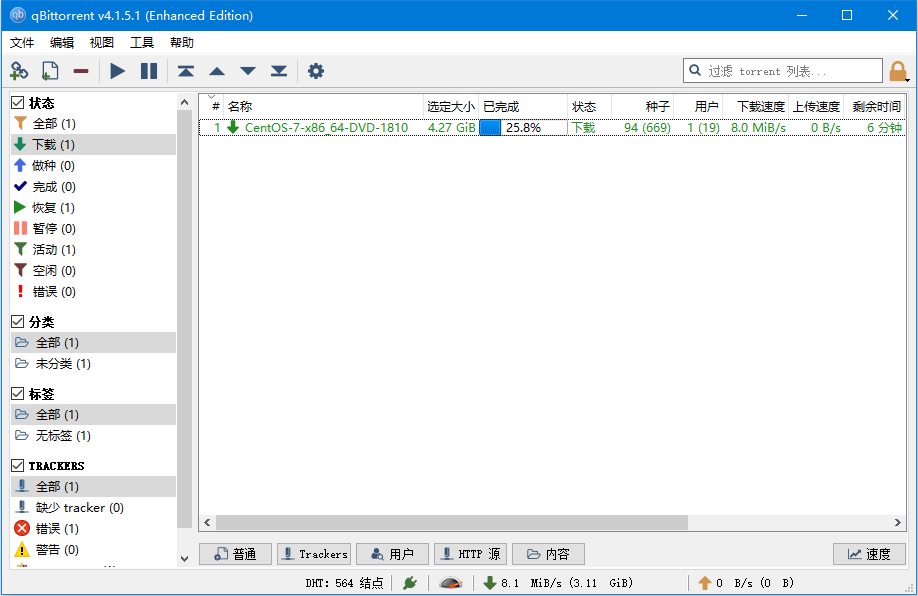 qb qBittorrent v4.1.5.1 (Enhanced Edition)
文件 编辑 视图 工具 帮助
过滤 torrent 列表...
状态
全部 (1)
下载 (1)
做种 (0)
完成 (0)
恢复 (1)
暂停 (0)
活动 (1)
空闲 (0)
错误 (0)
分类
全部 (1)
未分类 (1)
标签
全部 (1)
无标签 (1)
TRACKERS
全部 (1)
缺少 tracker (0)
错误 (1)
警告 (0)
# 名称 选定大小 已完成 状态 种子 用户 下载速度 上传速度 剩余时间
1 CentOS-7-x86_64-DVD-1810 4.27 GiB 25.8% 下载 94 (669) 1 (19) 8.0 MiB/s 0 B/s 6 分钟
普通 Trackers 用户 HTTP 源 内容 速度
DHT: 564 结点 8.1 MiB/s (3.11 GiB) 0 B/s (0 B)